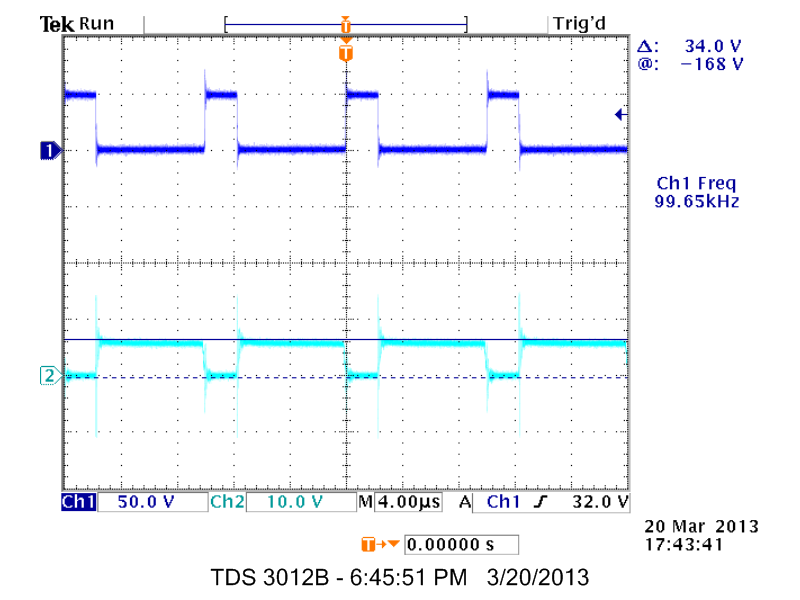 Tek Run Trig'd
T
T
Δ: 34.0 V
@: −168 V
1
Ch1 Freq
99.65kHz
2
Ch1 50.0 V Ch2 10.0 V M 4.00μs A Ch1 ƒ 32.0 V
T→▼ 0.00000 s
20 Mar 2013
17:43:41
TDS 3012B - 6:45:51 PM 3/20/2013